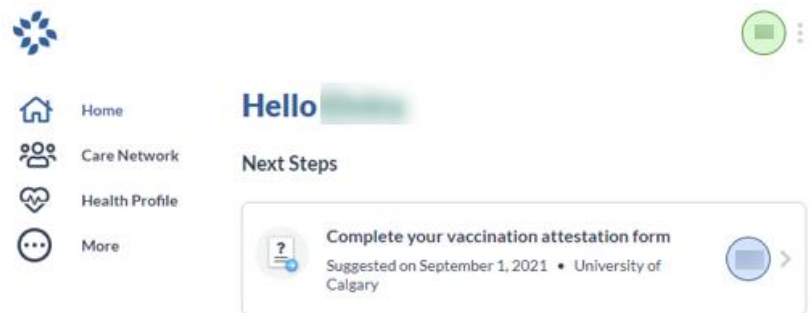 Home
Care Network
Health Profile
More
Hello
Next Steps
?
Complete your vaccination attestation form
Suggested on September 1, 2021 • University of
Calgary